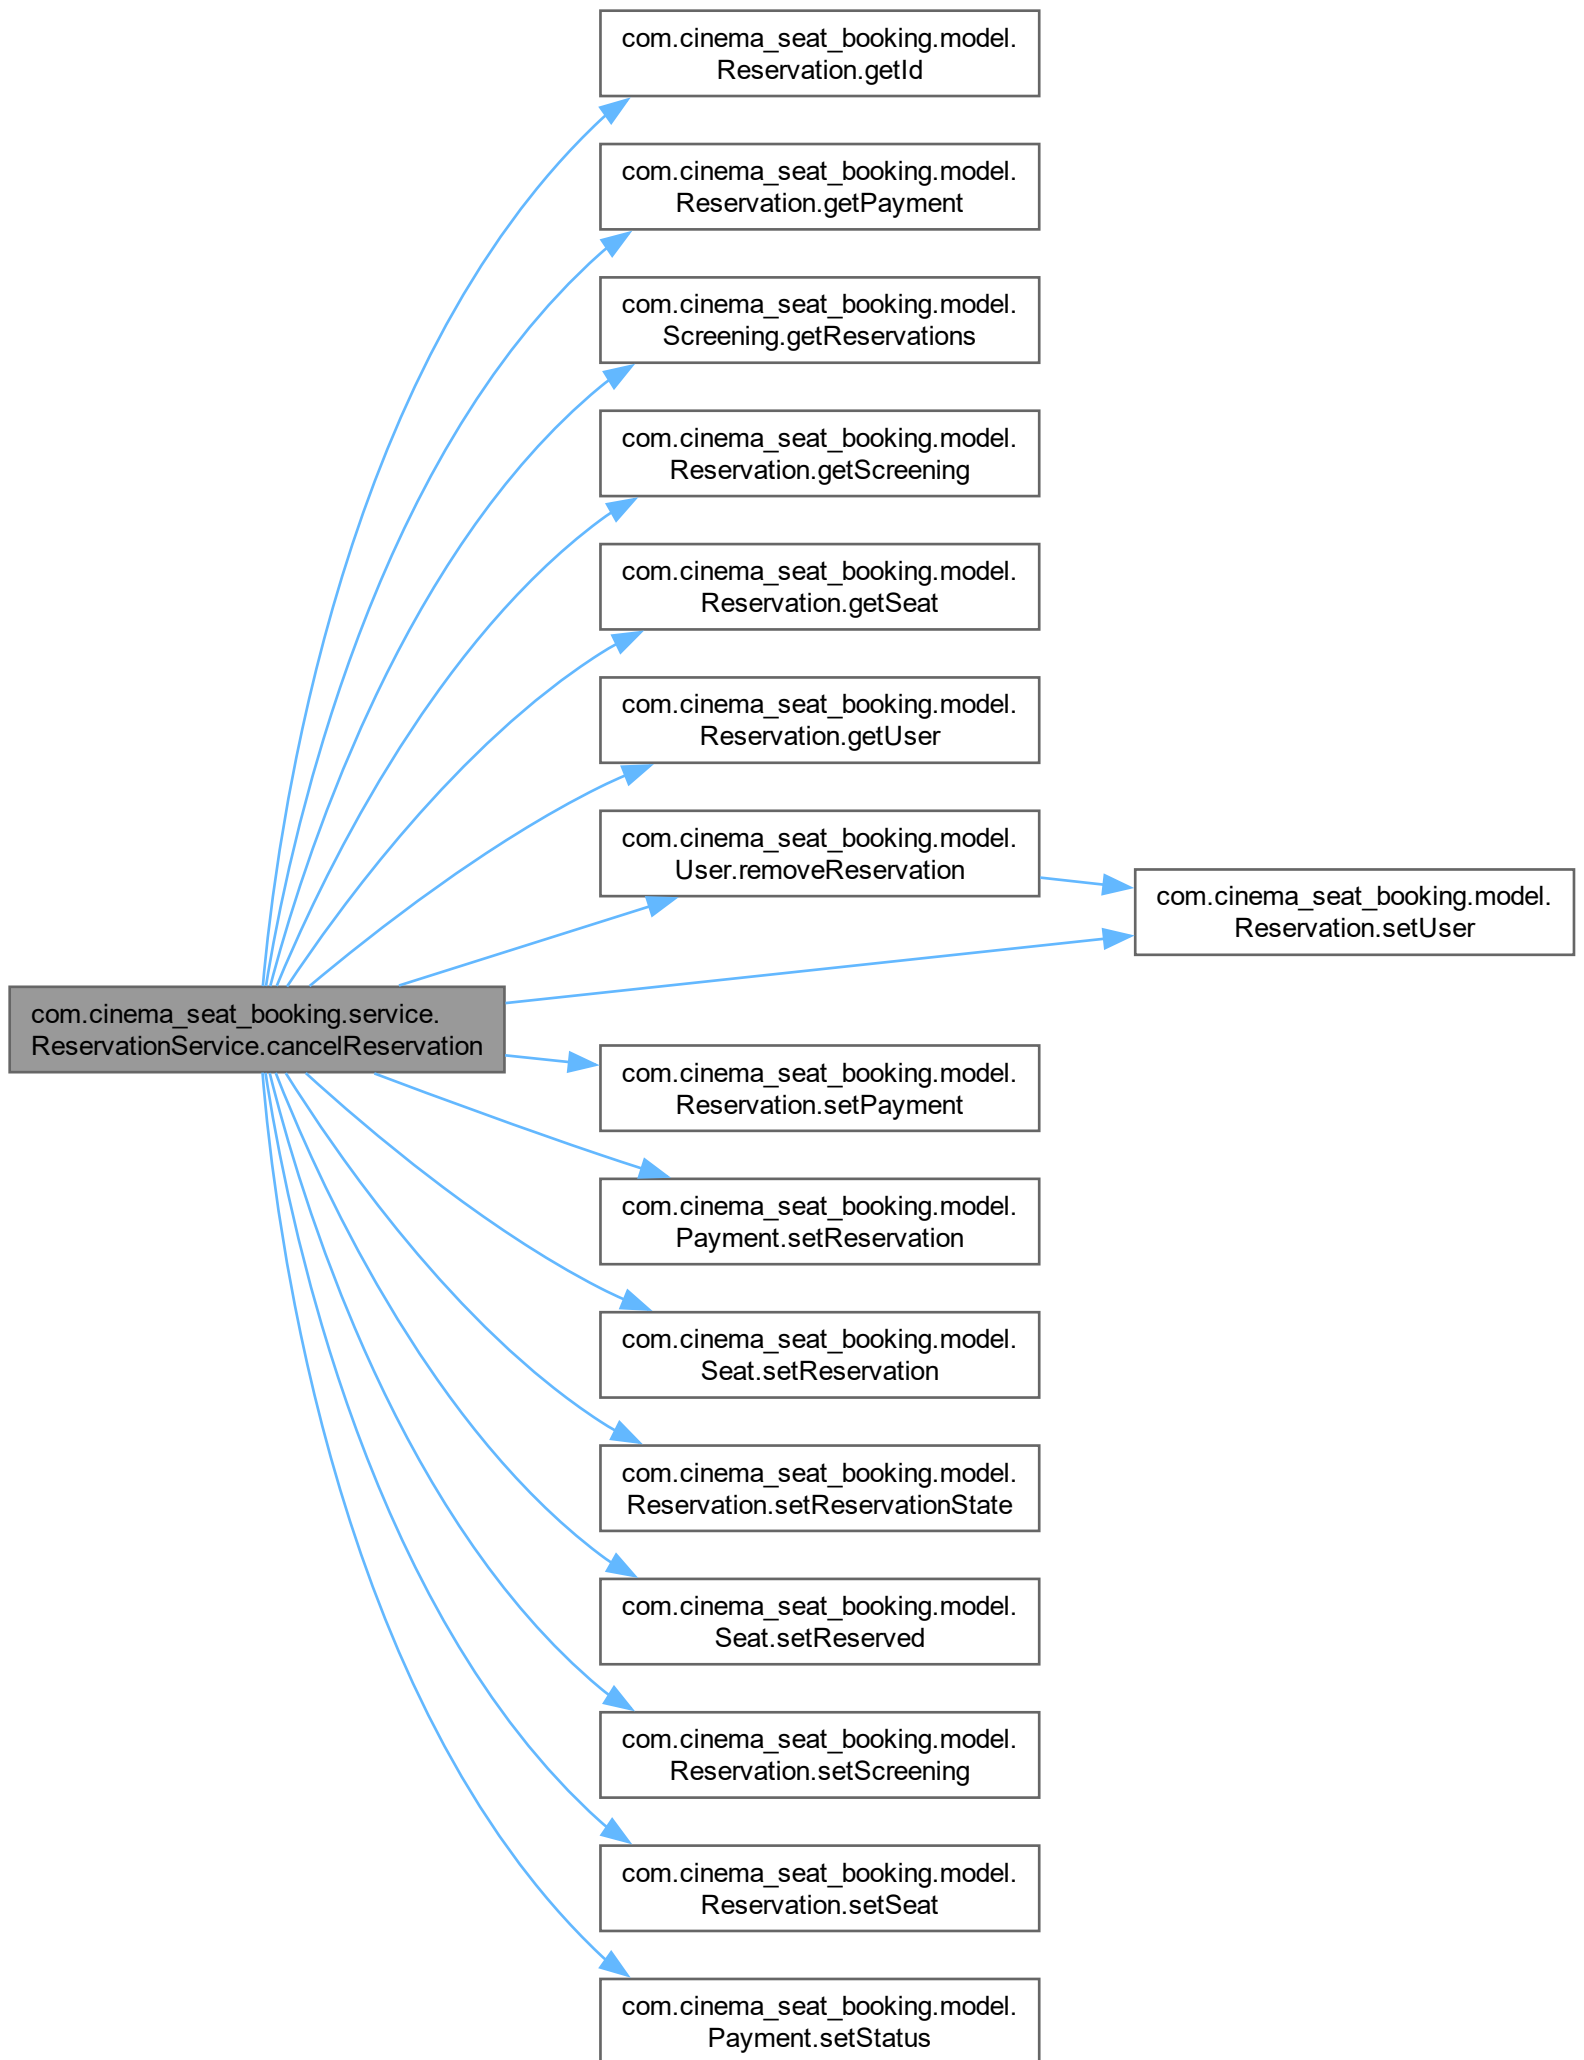 com.cinema_seat_booking.model.
Reservation.getId
com.cinema_seat_booking.model.
Reservation.getPayment
com.cinema_seat_booking.model.
Screening.getReservations
com.cinema_seat_booking.model.
Reservation.getScreening
com.cinema_seat_booking.model.
Reservation.getSeat
com.cinema_seat_booking.model.
Reservation.getUser
com.cinema_seat_booking.model.
User.removeReservation
com.cinema_seat_booking.model.
Reservation.setUser
com.cinema_seat_booking.service.
ReservationService.cancelReservation
com.cinema_seat_booking.model.
Reservation.setPayment
com.cinema_seat_booking.model.
Payment.setReservation
com.cinema_seat_booking.model.
Seat.setReservation
com.cinema_seat_booking.model.
Reservation.setReservationState
com.cinema_seat_booking.model.
Seat.setReserved
com.cinema_seat_booking.model.
Reservation.setScreening
com.cinema_seat_booking.model.
Reservation.setSeat
com.cinema_seat_booking.model.
Payment.setStatus